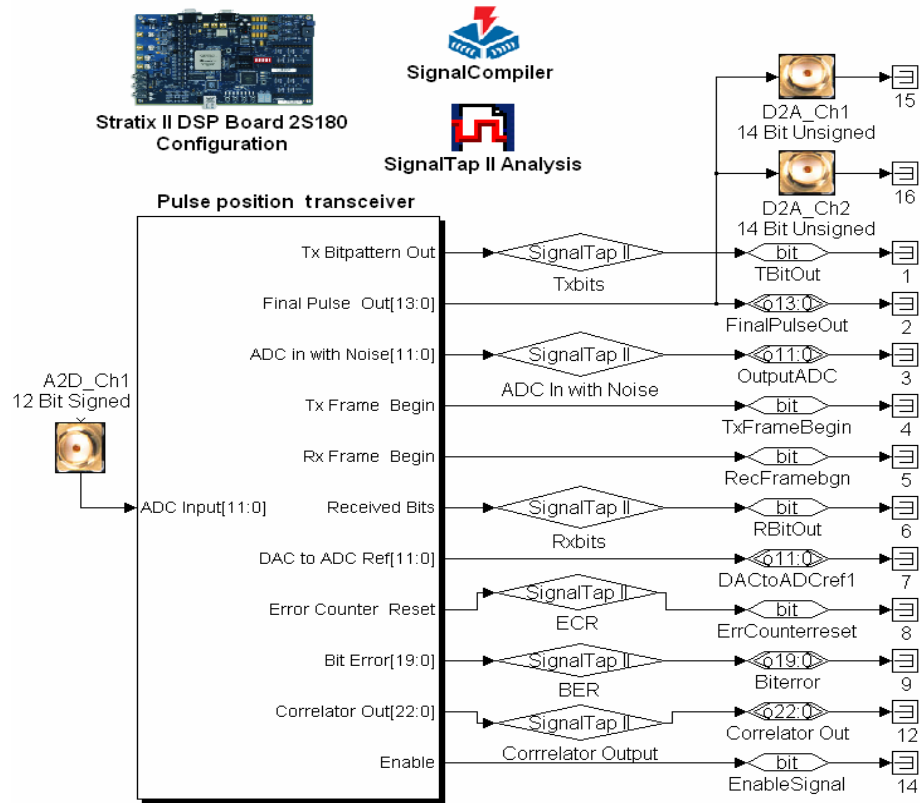 SignalCompiler
Stratix II DSP Board 2S180
Configuration
SignalTap II Analysis
D2A_Ch1
14 Bit Unsigned
15
D2A_Ch2
14 Bit Unsigned
16
Pulse position transceiver
A2D_Ch1
12 Bit Signed
ADC Input[11:0]
Tx Bitpattern Out
SignalTap II
Txbits
bit
TBitOut
1
Final Pulse Out[13:0]
o13:0
FinalPulseOut
2
ADC in with Noise[11:0]
SignalTap II
ADC In with Noise
o11:0
OutputADC
3
Tx Frame Begin
bit
TxFrameBegin
4
Rx Frame Begin
bit
RecFramebgn
5
Received Bits
SignalTap II
Rxbits
bit
RBitOut
6
DAC to ADC Ref[11:0]
o11:0
DACtoADCref1
7
Error Counter Reset
SignalTap II
ECR
bit
ErrCounterreset
8
Bit Error[19:0]
SignalTap II
BER
o19:0
Biterror
9
Correlator Out[22:0]
SignalTap II
Corrrelator Output
o22:0
Correlator Out
12
Enable
bit
EnableSignal
14